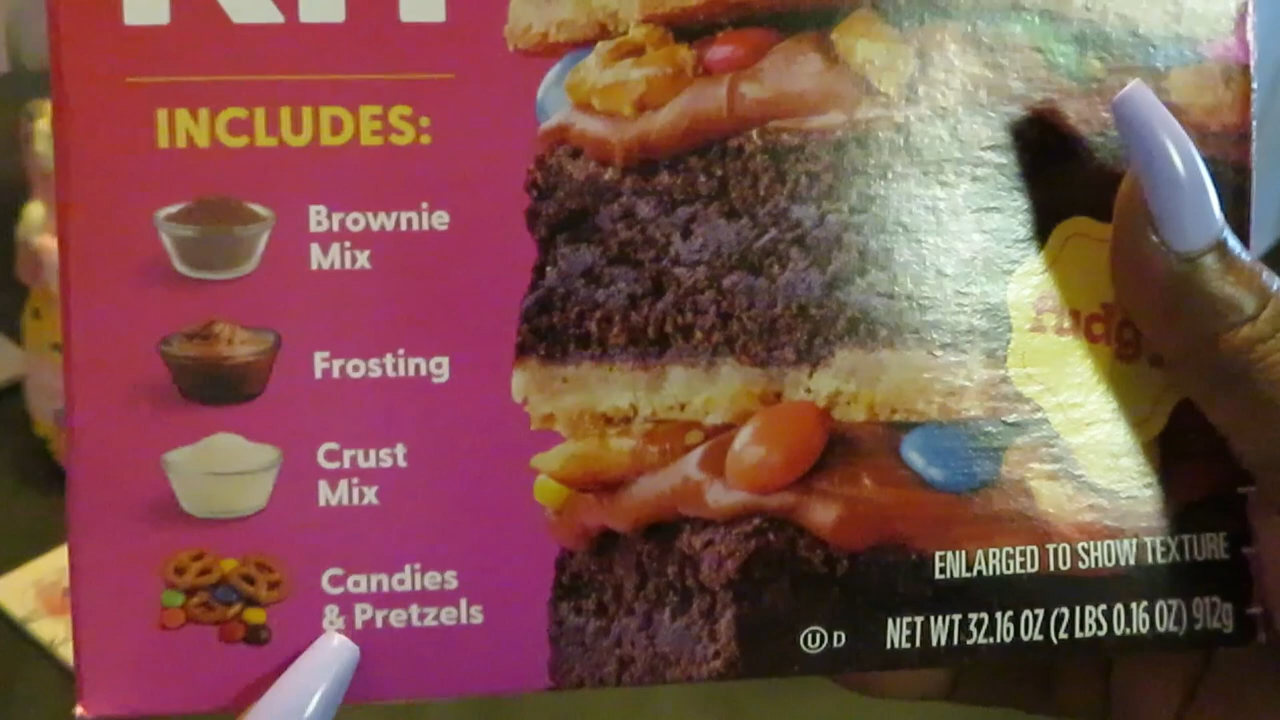 KIT
INCLUDES:
Brownie
Mix
Frosting
Crust
Mix
Candies
& Pretzels
ENLARGED TO SHOW TEXTURE
U D
NET WT 32.16 OZ (2 LBS 0.16 OZ) 912g